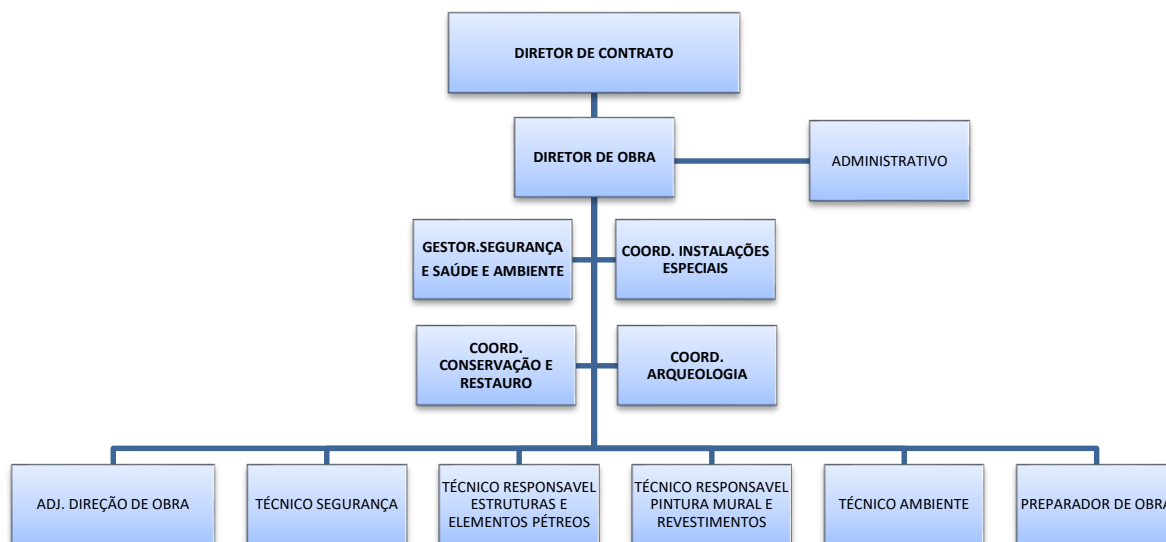 DIRETOR DE CONTRATO
DIRETOR DE OBRA
ADMINISTRATIVO
GESTOR.SEGURANÇA
E SAÚDE E AMBIENTE
COORD. INSTALAÇÕES
ESPECIAIS
COORD.
CONSERVAÇÃO E
RESTAURO
COORD.
ARQUEOLOGIA
ADJ. DIREÇÃO DE OBRA
TÉCNICO SEGURANÇA
TÉCNICO RESPONSAVEL
ESTRUTURAS E
ELEMENTOS PÉTREOS
TÉCNICO RESPONSAVEL
PINTURA MURAL E
REVESTIMENTOS
TÉCNICO AMBIENTE
PREPARADOR DE OBRA